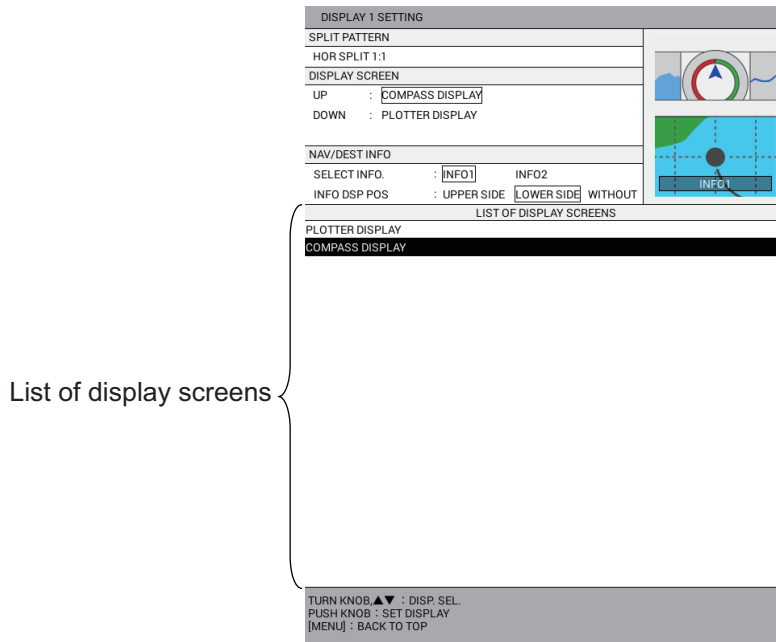 DISPLAY 1 SETTING
SPLIT PATTERN
HOR SPLIT 1:1
DISPLAY SCREEN
UP : COMPASS DISPLAY
DOWN : PLOTTER DISPLAY
NAV/DEST INFO
SELECT INFO. : INFO1 INFO2
INFO DSP POS : UPPER SIDE LOWER SIDE WITHOUT
INFO1
LIST OF DISPLAY SCREENS
PLOTTER DISPLAY
COMPASS DISPLAY
List of display screens
TURN KNOB,▲▼ : DISP. SEL.
PUSH KNOB : SET DISPLAY
[MENU] : BACK TO TOP